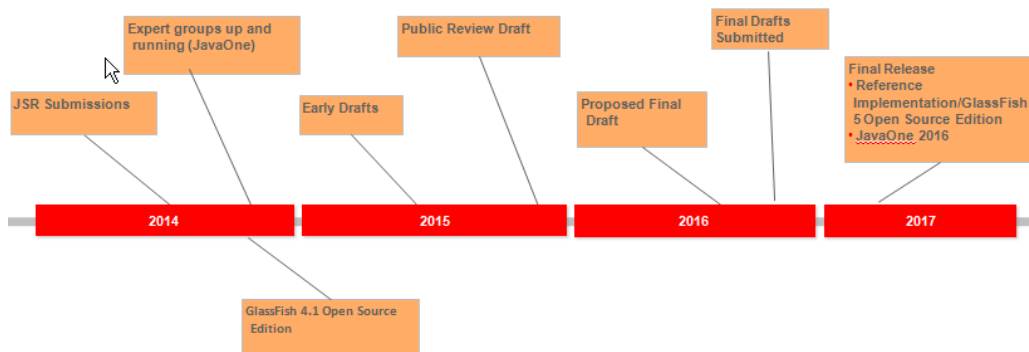 Expert groups up and
running (JavaOne)
Public Review Draft
Final Drafts
Submitted
JSR Submissions
Early Drafts
Proposed Final
Draft
Final Release
• Reference
Implementation/GlassFish
5 Open Source Edition
• JavaOne 2016
2014
2015
2016
2017
GlassFish 4.1 Open Source
Edition